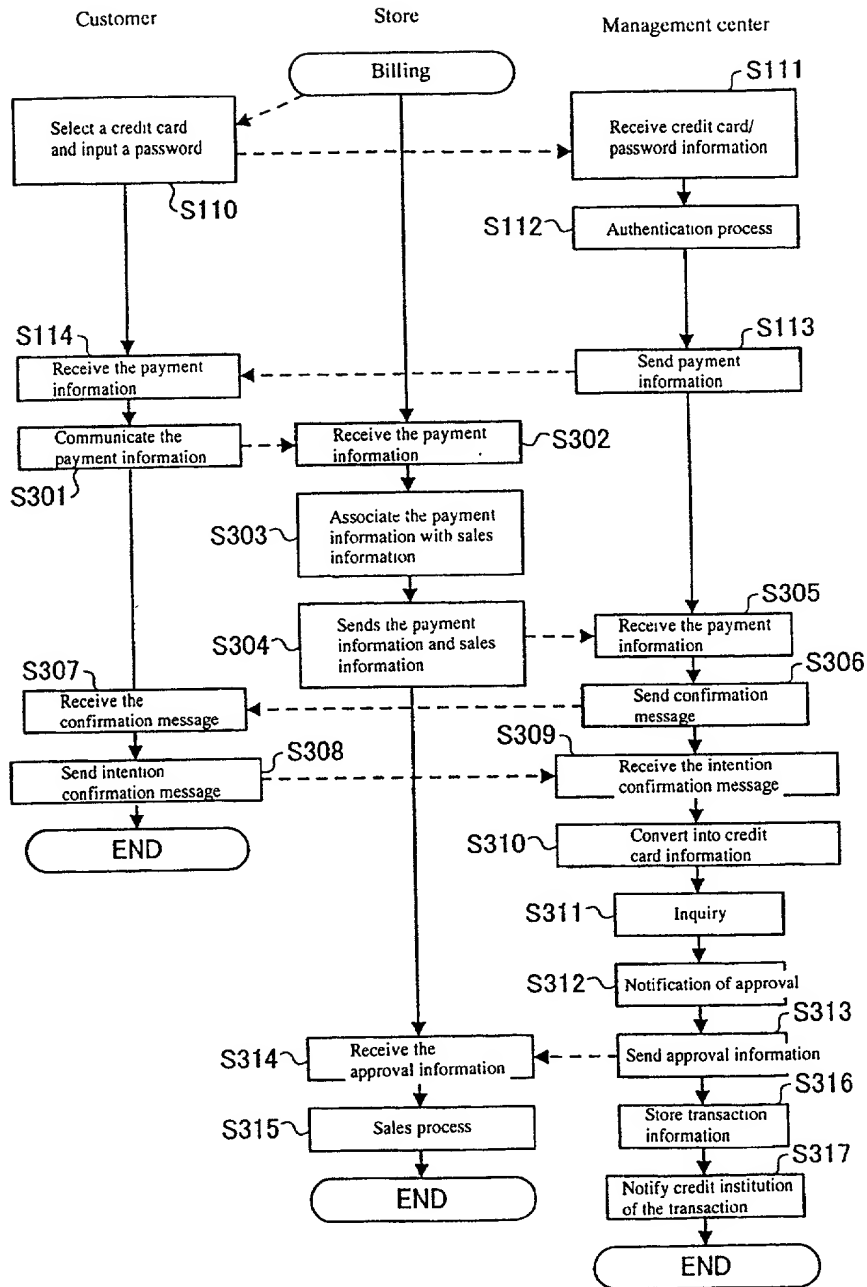 Customer
Store
Management center
Billing
S111
Select a credit card
and input a password
Receive credit card/
password information
S110
S112
Authentication process
S114
S113
Receive the payment
information
Send payment
information
Communicate the
payment information
Receive the payment
information
S302
S301
S303
Associate the payment
information with sales
information
S305
S304
Sends the payment
information and sales
information
Receive the payment
information
S307
S306
Receive the
confirmation message
Send confirmation
message
S308
S309
Send intention
confirmation message
Receive the intention
confirmation message
END
S310
Convert into credit
card information
S311
Inquiry
S312
Notification of approval
S313
S314
Receive the
approval information
Send approval information
S316
S315
Sales process
Store transaction
information
S317
END
Notify credit institution
of the transaction
END